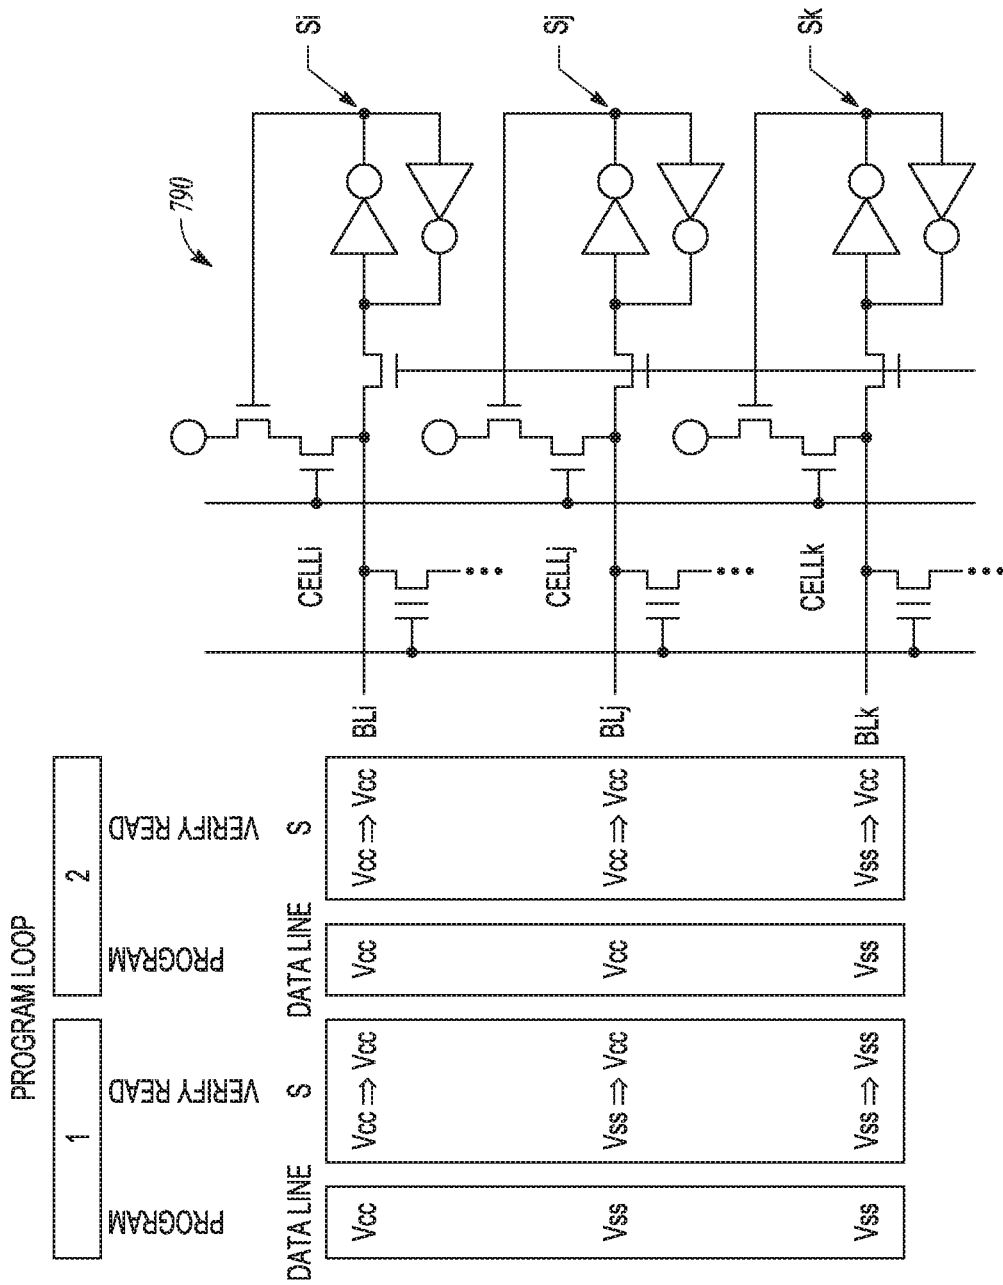 PROGRAM LOOP
1
2
PROGRAM
VERIFY READ
PROGRAM
VERIFY READ
DATA LINE
S
DATA LINE
S
Vcc
Vcc ⇒ Vcc
Vcc
Vcc ⇒ Vcc
BLi
CELLi
Si
Vss
Vss ⇒ Vcc
Vcc
Vcc ⇒ Vcc
BLj
CELLj
Sj
Vss
Vss ⇒ Vss
Vss
Vss ⇒ Vcc
BLk
CELLk
Sk
790